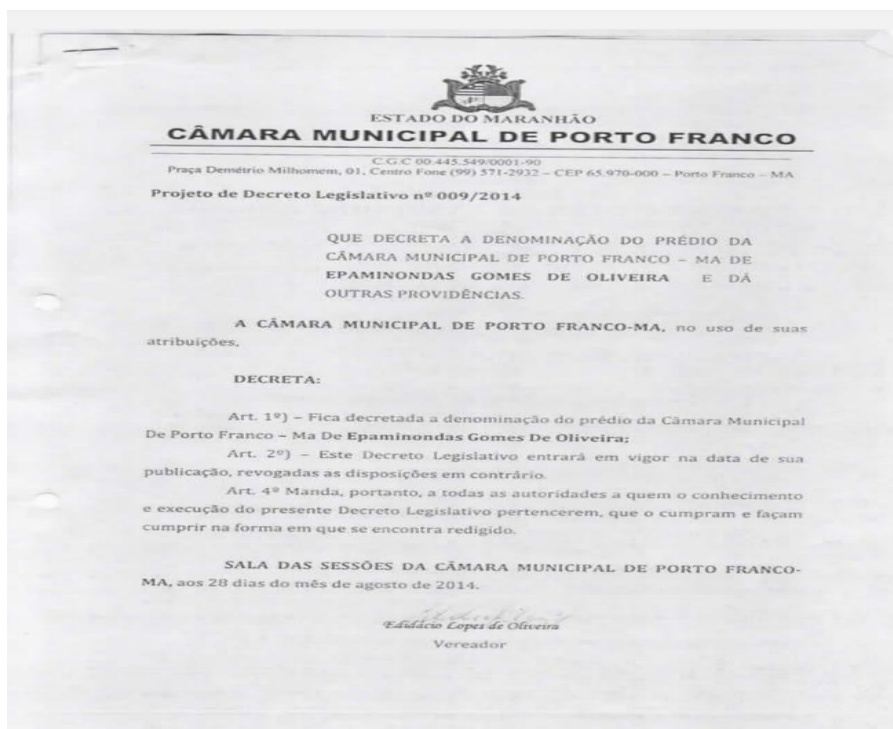 ESTADO DO MARANHÃO
CÂMARA MUNICIPAL DE PORTO FRANCO
C.G.C 00.445.549/0001-90
Praça Demétrio Milhomem, 01, Centro Fone (99) 571-2932 – CEP 65.970-000 – Porto Franco – MA
Projeto de Decreto Legislativo nº 009/2014
QUE DECRETA A DENOMINAÇÃO DO PRÉDIO DA
CÂMARA MUNICIPAL DE PORTO FRANCO – MA DE
EPAMINONDAS GOMES DE OLIVEIRA E DÁ
OUTRAS PROVIDÊNCIAS.
A CÂMARA MUNICIPAL DE PORTO FRANCO-MA, no uso de suas
atribuições,
DECRETA:
Art. 1º) – Fica decretada a denominação do prédio da Câmara Municipal
De Porto Franco – Ma De Epaminondas Gomes De Oliveira;
Art. 2º) – Este Decreto Legislativo entrará em vigor na data de sua
publicação, revogadas as disposições em contrário.
Art. 4º Manda, portanto, a todas as autoridades a quem o conhecimento
e execução do presente Decreto Legislativo pertencerem, que o cumpram e façam
cumprir na forma em que se encontra redigido.
SALA DAS SESSÕES DA CÂMARA MUNICIPAL DE PORTO FRANCO-
MA, aos 28 dias do mês de agosto de 2014.
Edidácio Lopes de Oliveira
Vereador